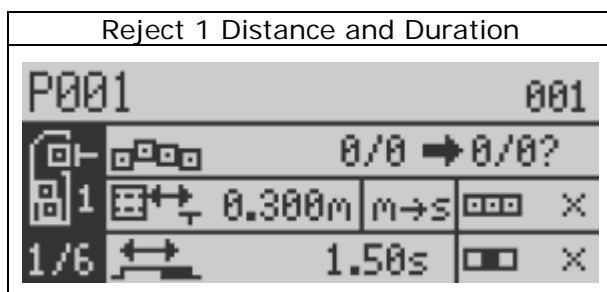 Reject 1 Distance and Duration
P001 001
0/0 ➡ 0/0?
1 0.300m m→s ×
1/6 1.50s ×